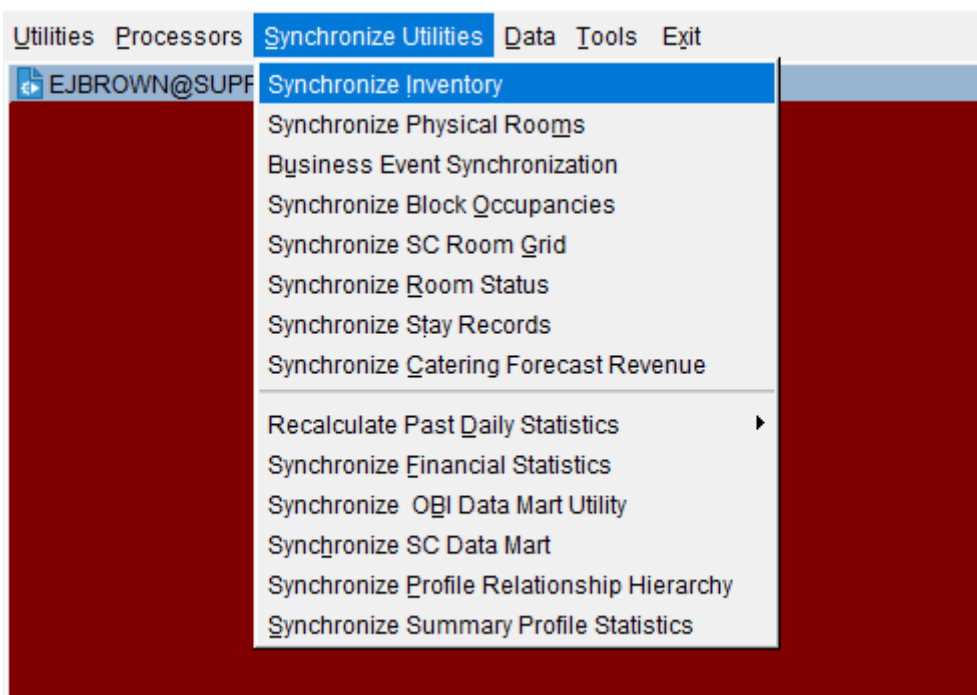 Utilities Processors Synchronize Utilities Data Tools Exit
EJBROWN@SUPF
Synchronize Inventory
Synchronize Physical Rooms
Business Event Synchronization
Synchronize Block Occupancies
Synchronize SC Room Grid
Synchronize Room Status
Synchronize Stay Records
Synchronize Catering Forecast Revenue
Recalculate Past Daily Statistics
Synchronize Financial Statistics
Synchronize OBI Data Mart Utility
Synchronize SC Data Mart
Synchronize Profile Relationship Hierarchy
Synchronize Summary Profile Statistics